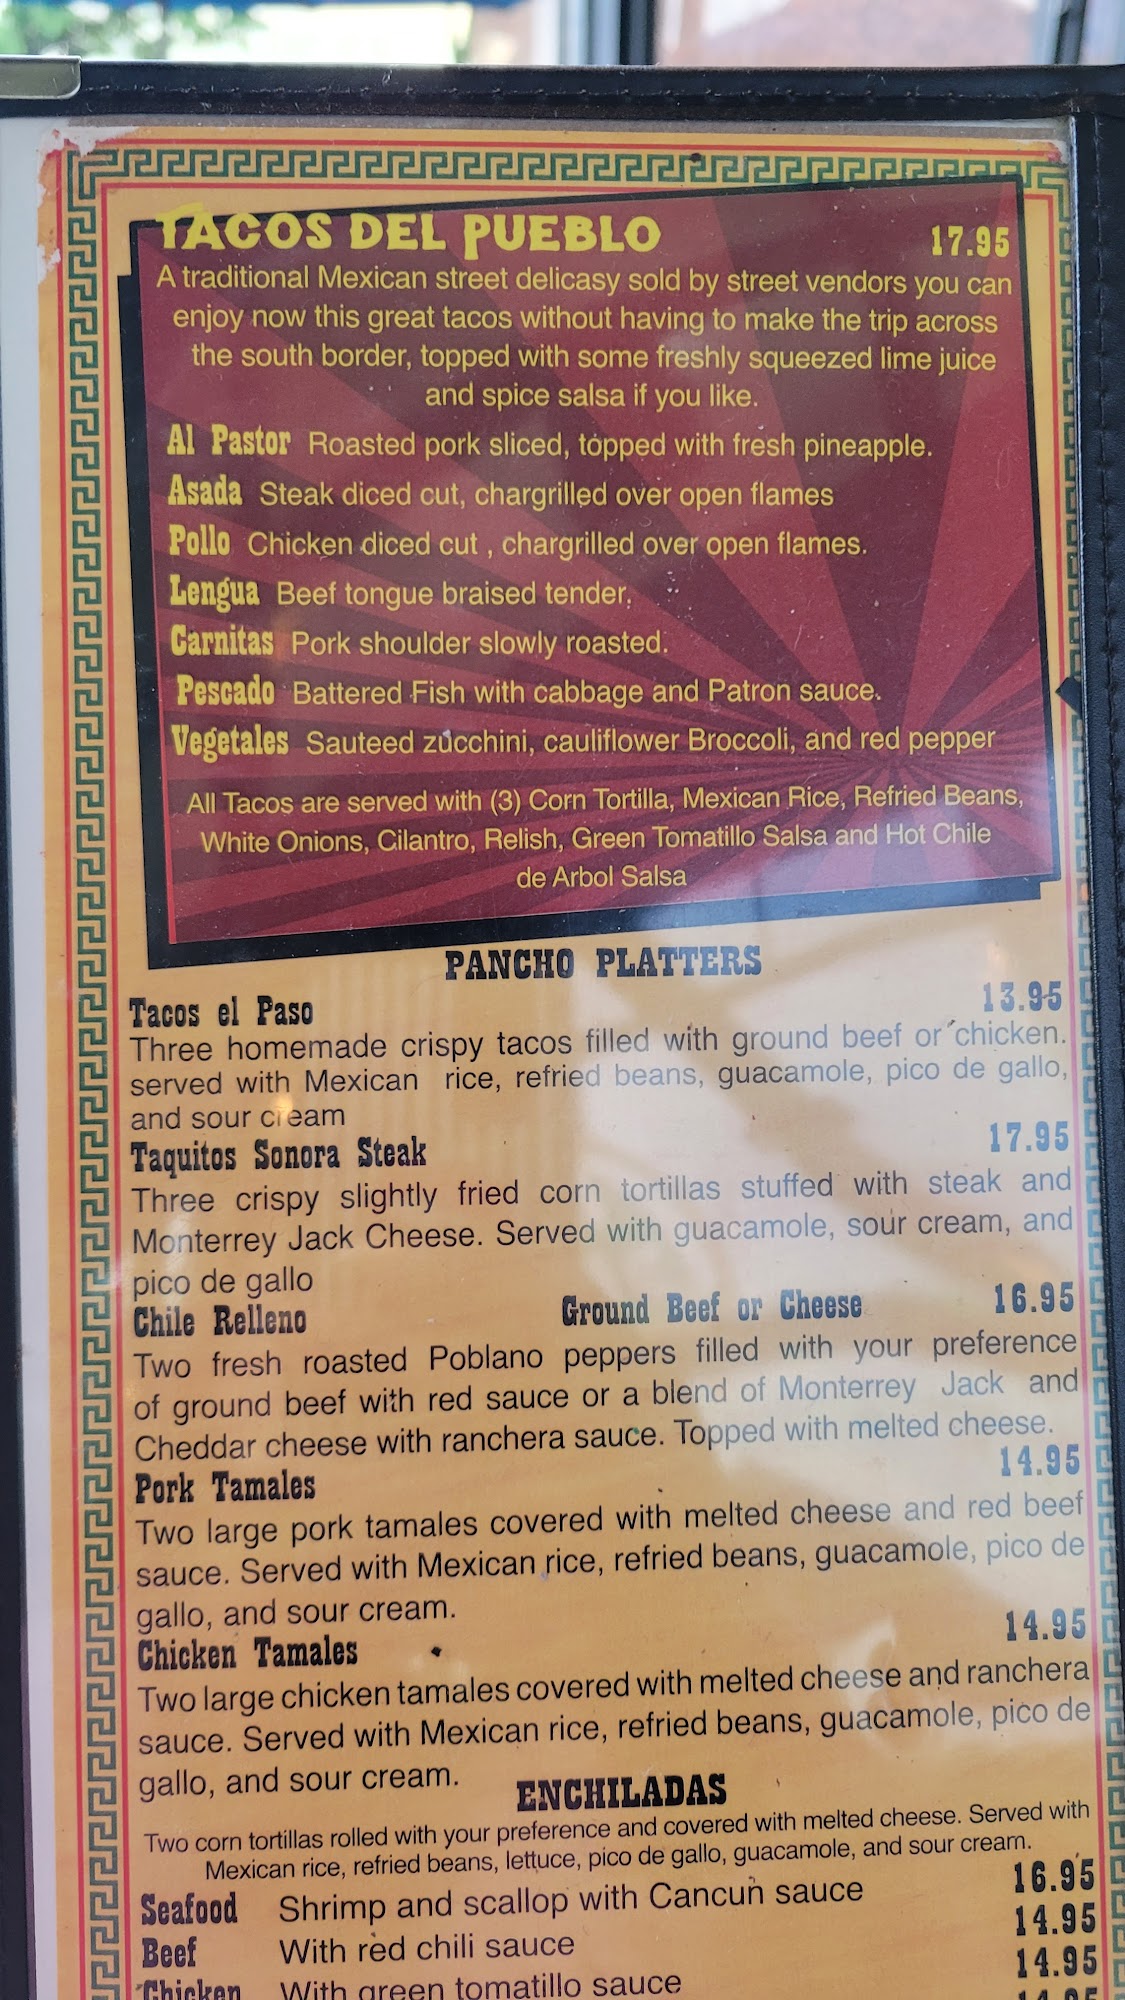 TACOS DEL PUEBLO 17.95
A traditional Mexican street delicasy sold by street vendors you can
enjoy now this great tacos without having to make the trip across
the south border, topped with some freshly squeezed lime juice
and spice salsa if you like.
Al Pastor Roasted pork sliced, topped with fresh pineapple.
Asada Steak diced cut, chargrilled over open flames
Pollo Chicken diced cut , chargrilled over open flames.
Lengua Beef tongue braised tender.
Carnitas Pork shoulder slowly roasted.
Pescado Battered Fish with cabbage and Patron sauce.
Vegetales Sauteed zucchini, cauliflower Broccoli, and red pepper
All Tacos are served with (3) Corn Tortilla, Mexican Rice, Refried Beans,
White Onions, Cilantro, Relish, Green Tomatillo Salsa and Hot Chile
de Arbol Salsa
PANCHO PLATTERS
Tacos el Paso 13.95
Three homemade crispy tacos filled with ground beef or chicken.
served with Mexican rice, refried beans, guacamole, pico de gallo,
and sour cream
Taquitos Sonora Steak 17.95
Three crispy slightly fried corn tortillas stuffed with steak and
Monterrey Jack Cheese. Served with guacamole, sour cream, and
pico de gallo
Chile Relleno Ground Beef or Cheese 16.95
Two fresh roasted Poblano peppers filled with your preference
of ground beef with red sauce or a blend of Monterrey Jack and
Cheddar cheese with ranchera sauce. Topped with melted cheese.
Pork Tamales 14.95
Two large pork tamales covered with melted cheese and red beef
sauce. Served with Mexican rice, refried beans, guacamole, pico de
gallo, and sour cream.
Chicken Tamales 14.95
Two large chicken tamales covered with melted cheese and ranchera
sauce. Served with Mexican rice, refried beans, guacamole, pico de
gallo, and sour cream.
ENCHILADAS
Two corn tortillas rolled with your preference and covered with melted cheese. Served with
Mexican rice, refried beans, lettuce, pico de gallo, guacamole, and sour cream.
Seafood Shrimp and scallop with Cancun sauce 16.95
Beef With red chili sauce 14.95
Chicken With green tomatillo sauce 14.95
14.95